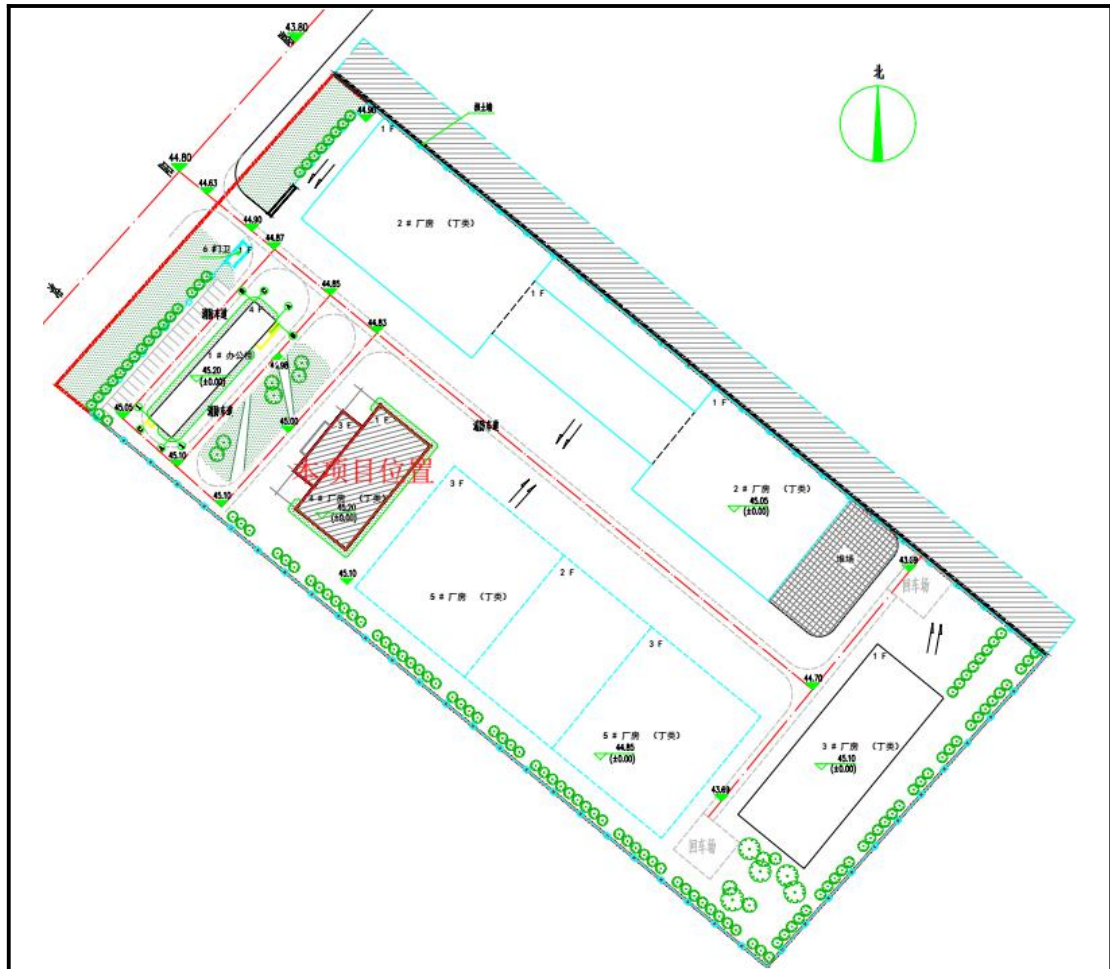 43.80
北
挡土墙
44.90
1 F
44.80
44.63
2 # 厂房 （丁类）
44.90
44.87
6 #门卫
1 F
44.85
1 F
消防车道
4 F
44.83
1 # 办公楼
44.98
45.20
(±0.00)
1 F
45.05
消防车道
45.00
3 F
1 F
消防车道
45.10
本项目位置
3 F
2 # 厂房 （丁类）
45.05
(±0.00)
45.10
4 # 厂房 （丁类）
45.20
(±0.00)
堆场
43.09
2 F
45.10
回车场
5 # 厂房 （丁类）
3 F
1 F
44.70
5 # 厂房 （丁类）
44.85
(±0.00)
3 # 厂房 （丁类）
45.10
(±0.00)
43.69
回车场